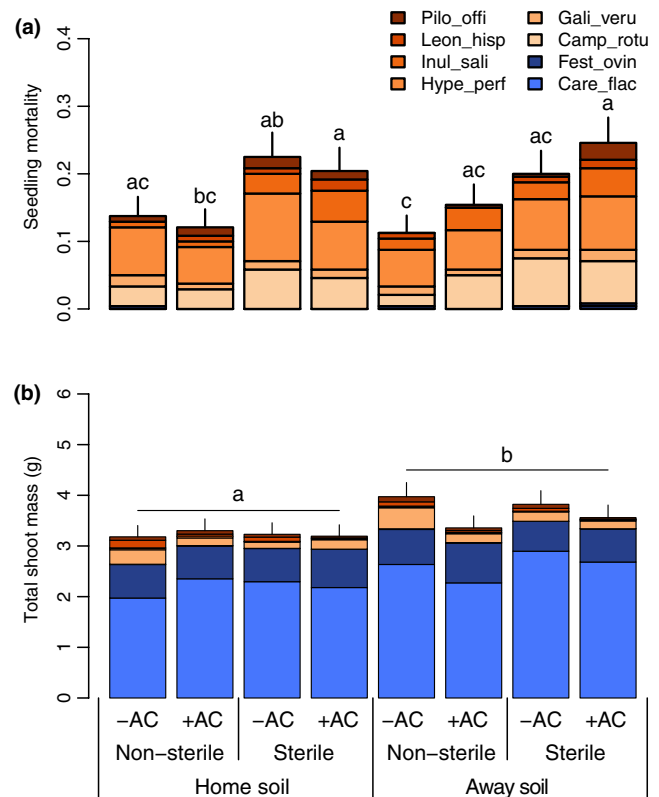 (a)
Pilo_offi
Leon_hisp
Inul_sali
Hype_perf
Gali_veru
Camp_rotu
Fest_ovin
Care_flac
Seedling mortality
0.4
0.3
0.2
0.1
0.0
ac
bc
ab
a
c
ac
ac
a
(b)
Total shoot mass (g)
6
5
4
3
2
1
0
a
b
−AC +AC −AC +AC −AC +AC −AC +AC
Non−sterile Sterile Non−sterile Sterile
Home soil Away soil